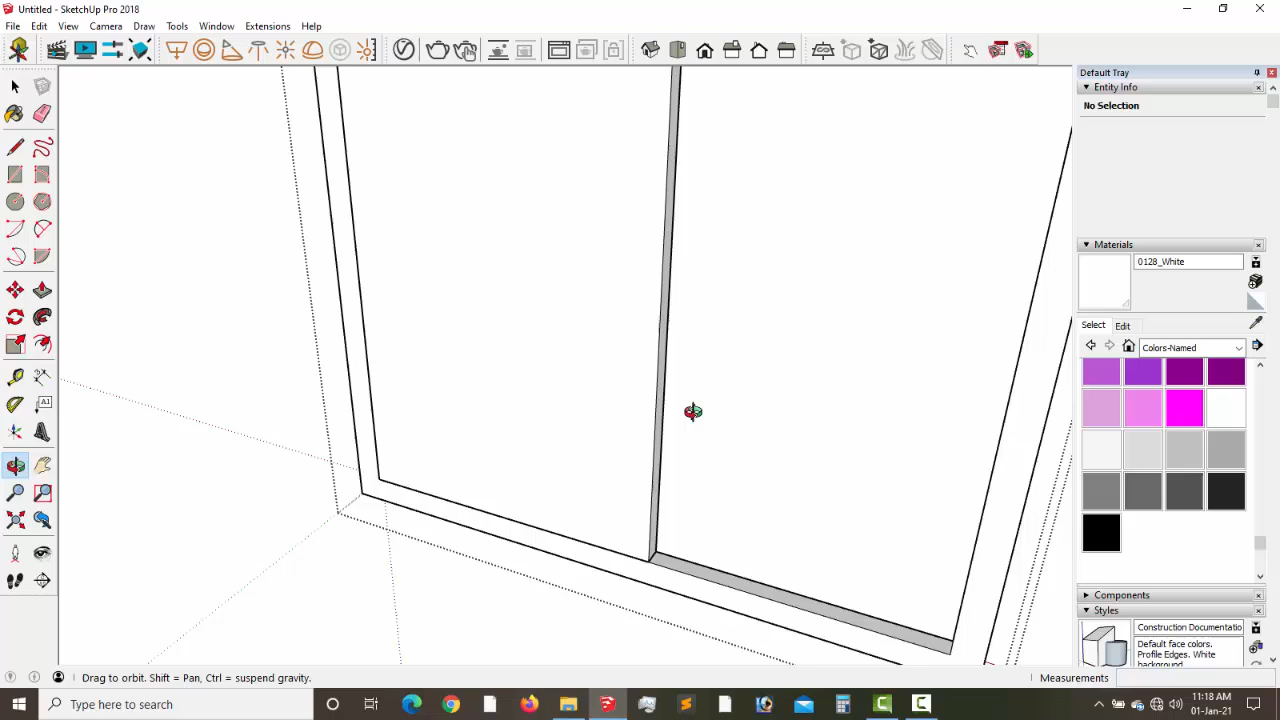 Untitled - SketchUp Pro 2018
File Edit View Camera Draw Tools Window Extensions Help
Default Tray
Entity Info
No Selection
Materials
0128_White
Select Edit
Colors-Named
A1
Components
Styles
Construction Documentatio
Default face colors.
Profile Edges. White
background.
Drag to orbit. Shift = Pan, Ctrl = suspend gravity.
Measurements
Type here to search
11:18 AM
01-Jan-21